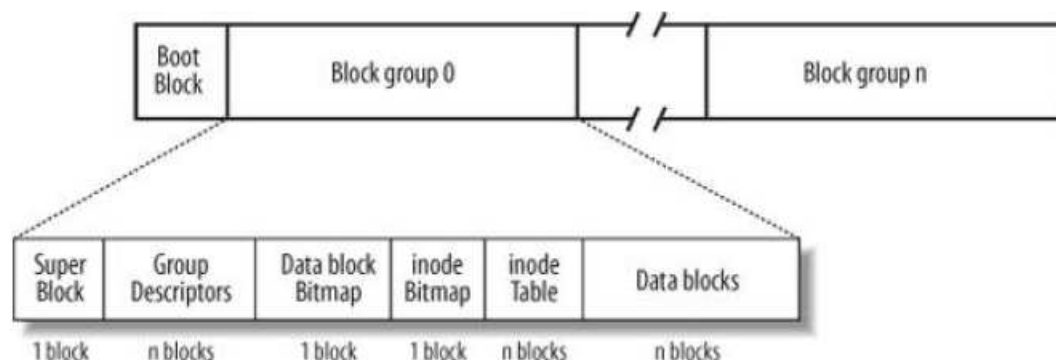 Boot
Block
Block group 0
Block group n
Super
Block
Group
Descriptors
Data block
Bitmap
inode
Bitmap
inode
Table
Data blocks
1 block
n blocks
1 block
1 block
n blocks
n blocks